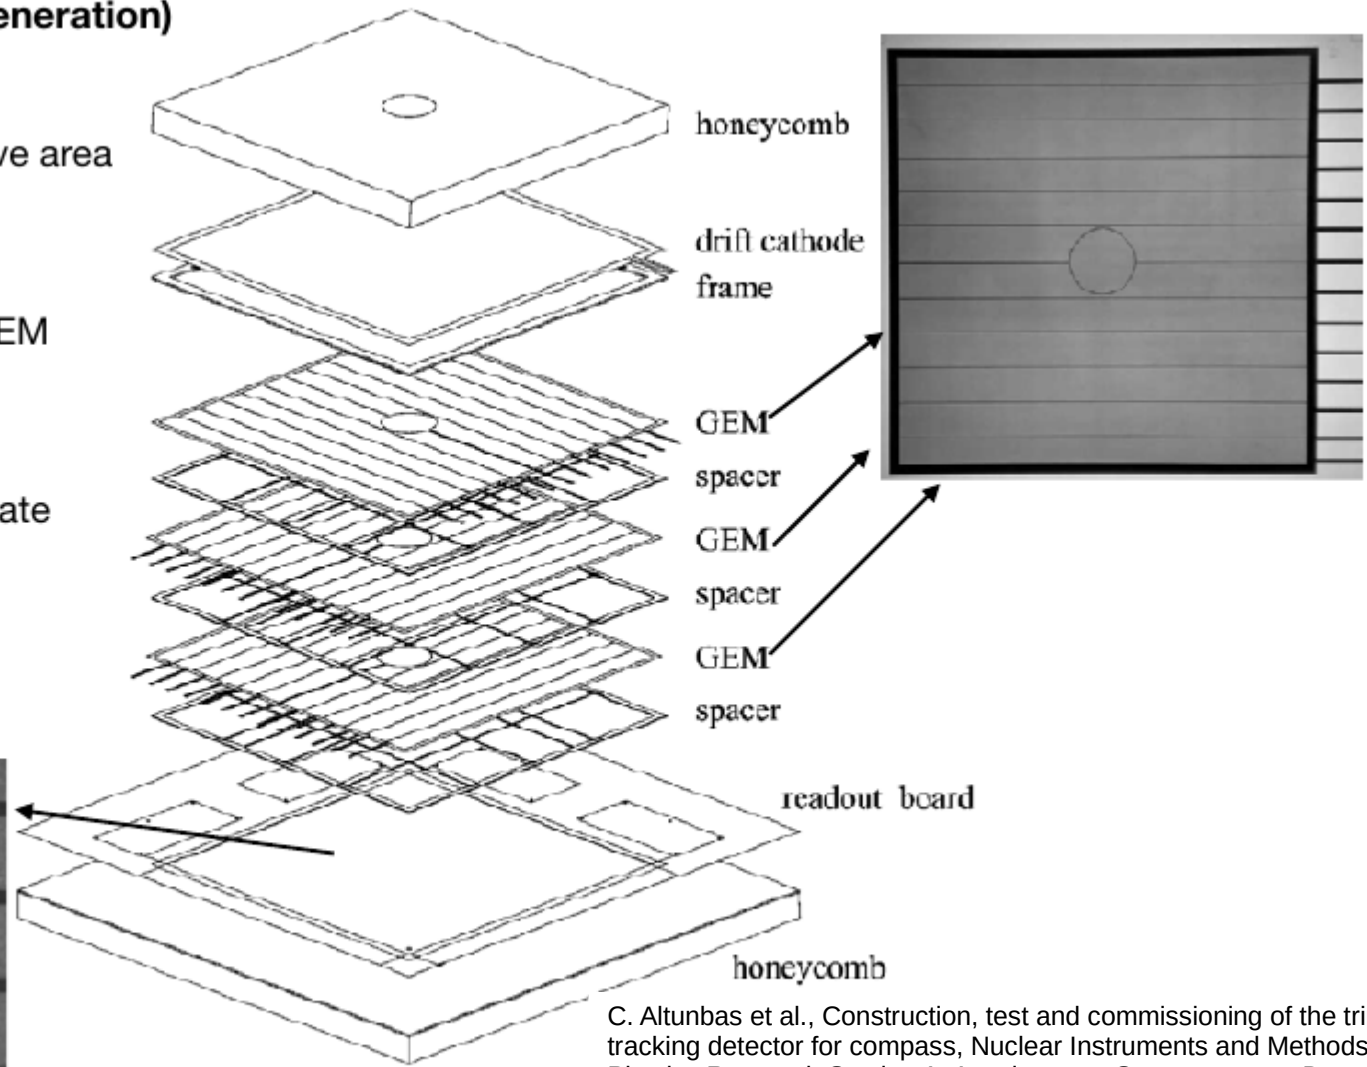 eneration)
ve area
EM
ate
honeycomb
drift cathode
frame
GEM
spacer
GEM
spacer
GEM
spacer
readout board
honeycomb
C. Altunbas et al., Construction, test and commissioning of the tri
tracking detector for compass, Nuclear Instruments and Methods